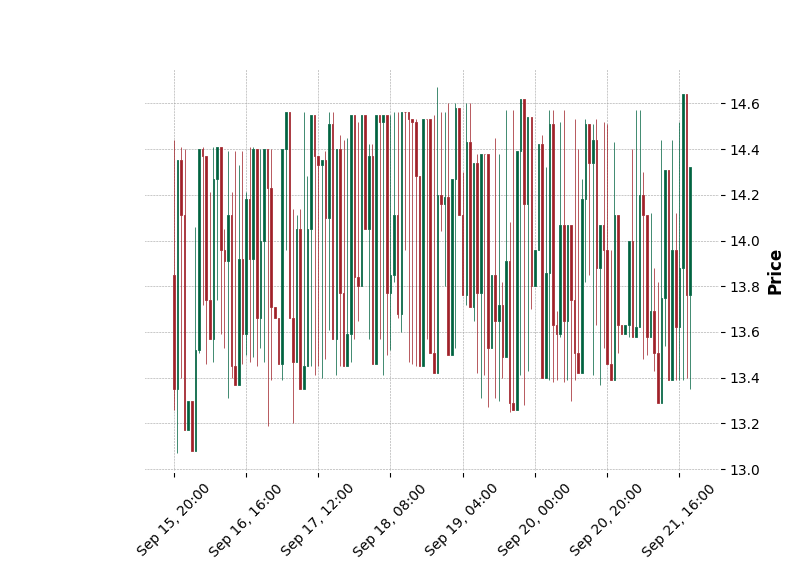 14.6
14.4
14.2
14.0
13.8
13.6
13.4
13.2
13.0
Price
Sep 15, 20:00
Sep 16, 16:00
Sep 17, 12:00
Sep 18, 08:00
Sep 19, 04:00
Sep 20, 00:00
Sep 20, 20:00
Sep 21, 16:00